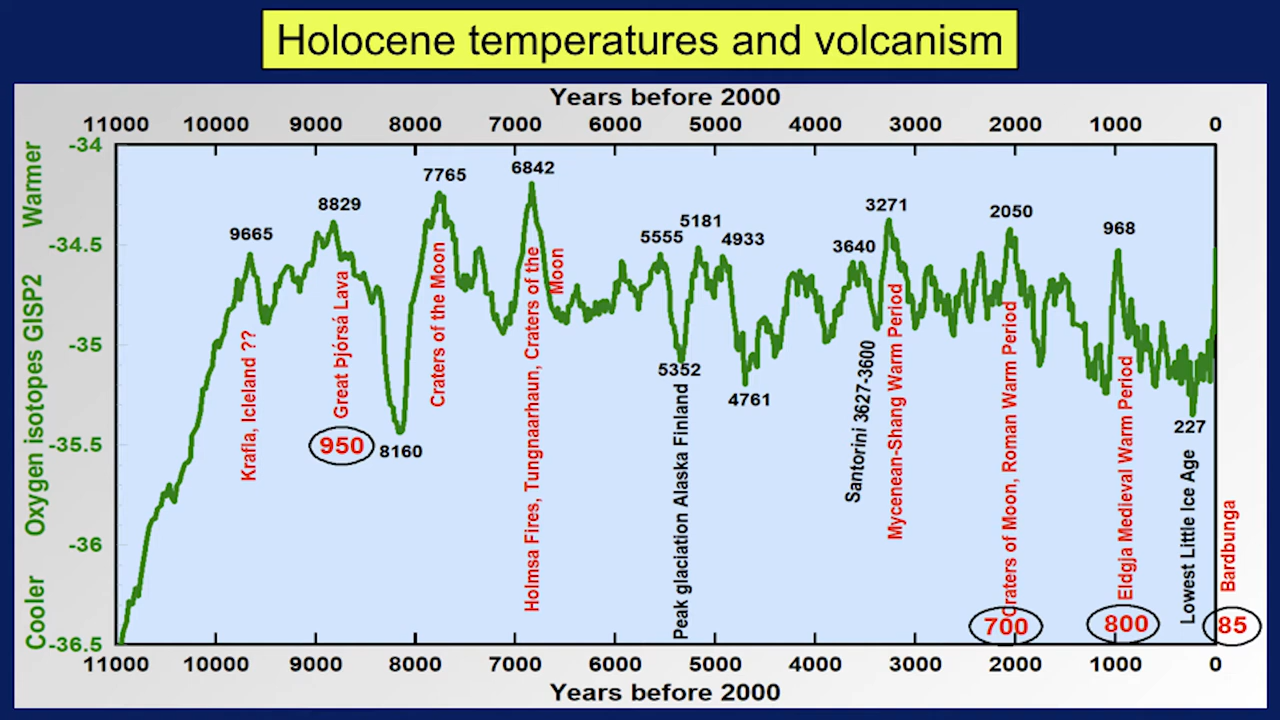 Holocene temperatures and volcanism
Years before 2000
11000 10000 9000 8000 7000 6000 5000 4000 3000 2000 1000 0
Warmer
Oxygen isotopes GISP2
Cooler
-34
-34.5
-35
-35.5
-36
-36.5
9665
8829
7765
6842
5555
5181
4933
3640
3271
2050
968
8160
5352
4761
227
Krafla, Icleland ??
Great Þjórsá Lava
950
Craters of the Moon
Holmsa Fires, Tungnaarhaun, Craters of the
Moon
Peak glaciation Alaska Finland
Santorini 3627-3600
Mycenean-Shang Warm Period
Craters of Moon, Roman Warm Period
700
Eldgja Medieval Warm Period
800
Lowest Little Ice Age
Bardbunga
85
11000 10000 9000 8000 7000 6000 5000 4000 3000 2000 1000 0
Years before 2000